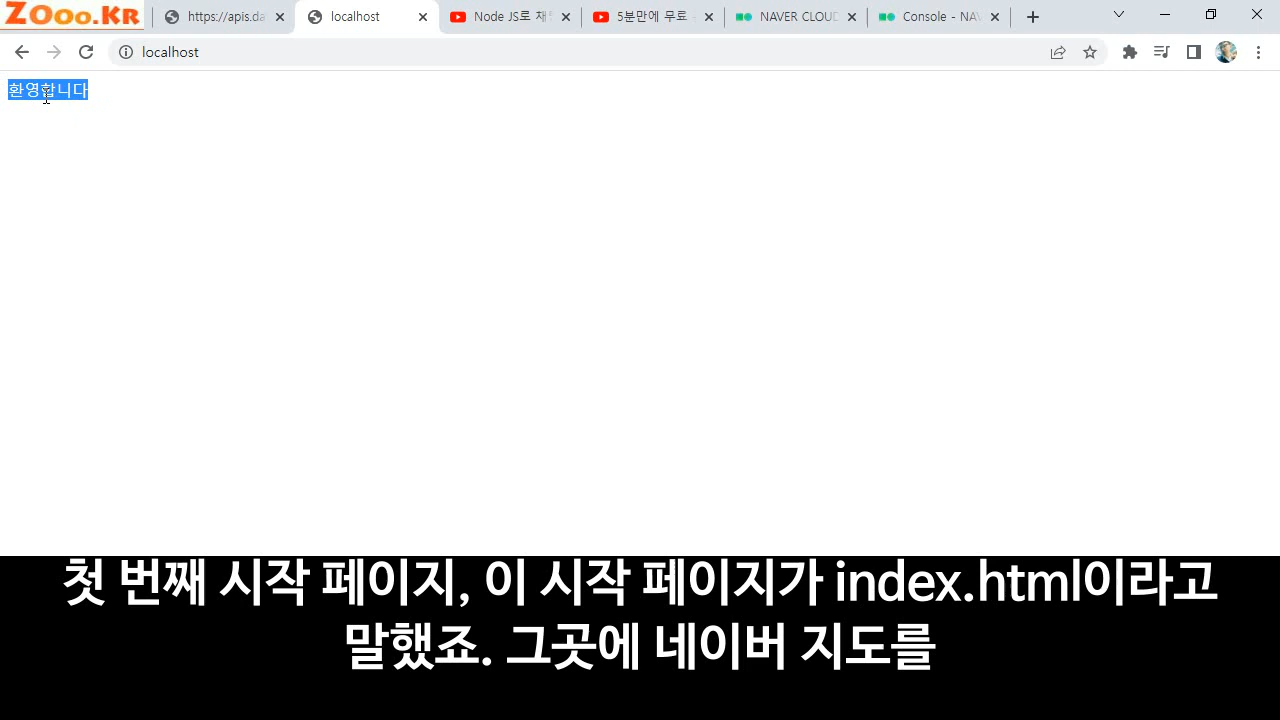 ZOoo.KR
https://apis.da
localhost
Node JS로 재
5분만에 무료
NAVER CLOUD
Console - NA
localhost
환영합니다
첫 번째 시작 페이지, 이 시작 페이지가 index.html이라고
말했죠. 그곳에 네이버 지도를